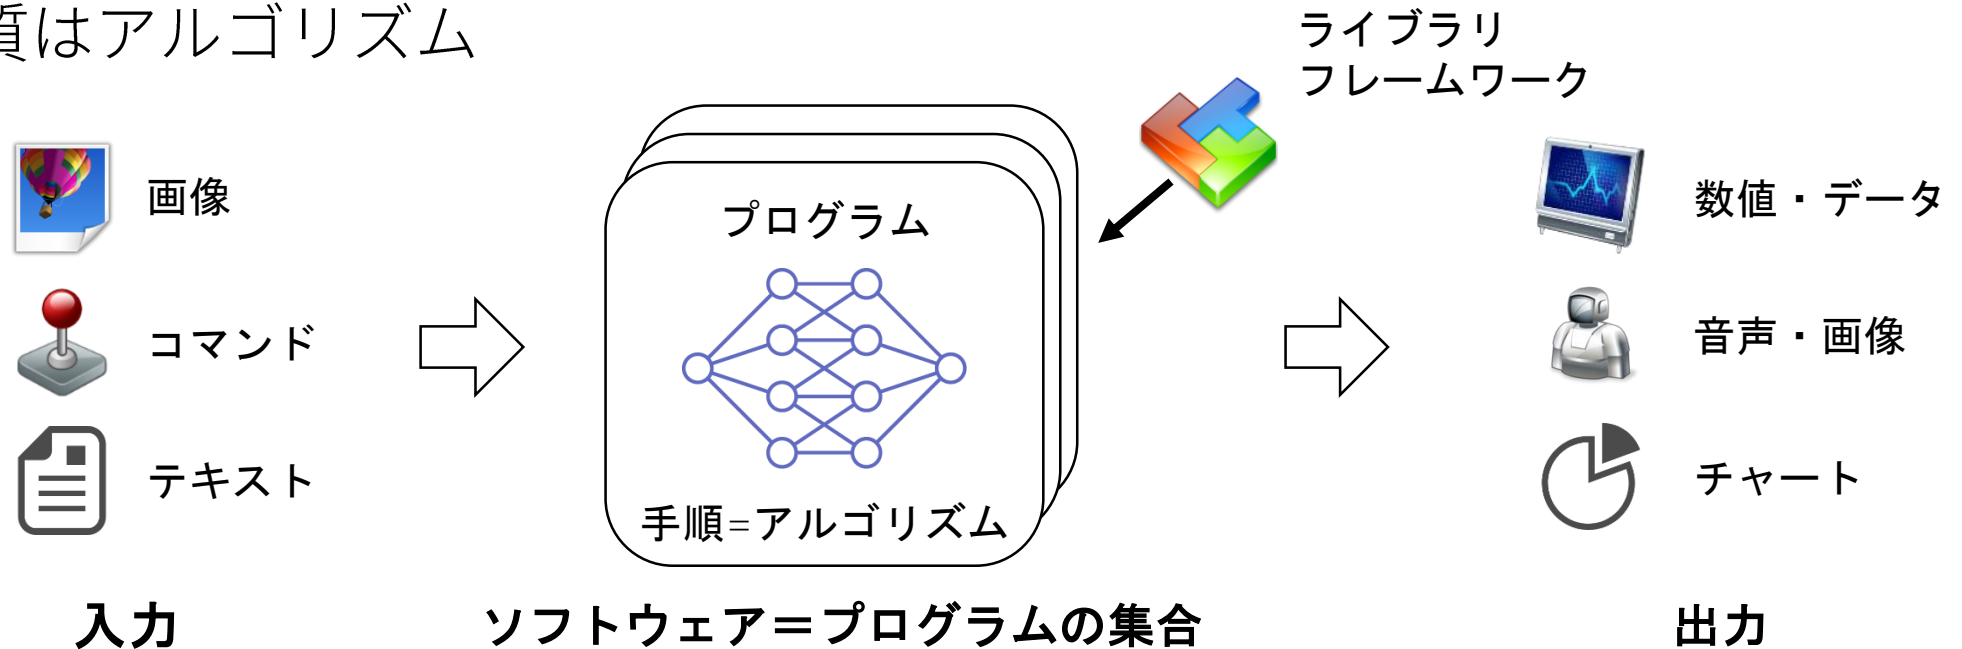 質はアルゴリズム
ライブラリ
フレームワーク
画像
コマンド
テキスト
プログラム
手順=アルゴリズム
数値・データ
音声・画像
チャート
入力
ソフトウェア＝プログラムの集合
出力